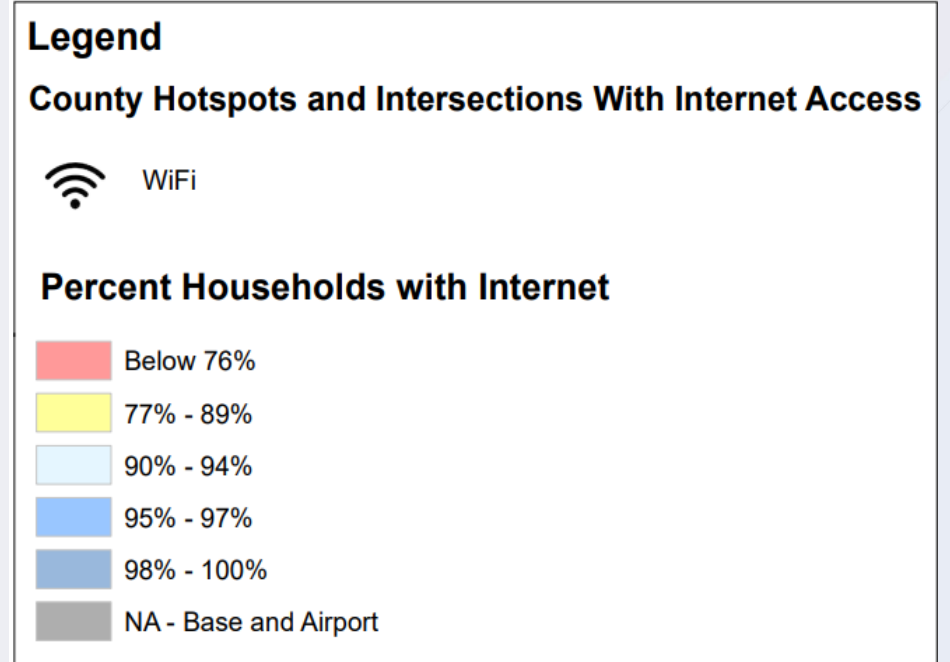 Legend
County Hotspots and Intersections With Internet Access
WiFi
Percent Households with Internet
Below 76%
77% - 89%
90% - 94%
95% - 97%
98% - 100%
NA - Base and Airport